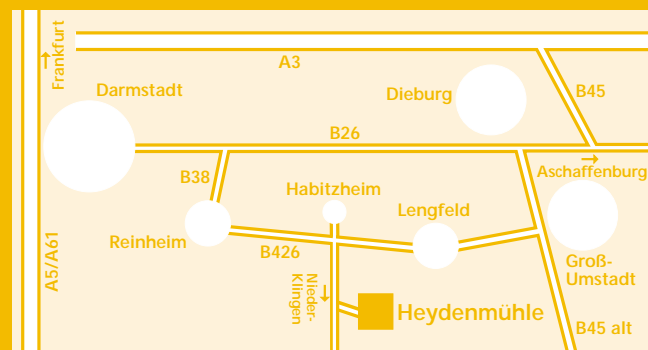 Frankfurt
A3
Darmstadt
Dieburg
B45
B26
Aschaffenburg
B38
Habitzheim
Lengfeld
Reinheim
B426
A5/A61
Groß-
Umstadt
Nieder-
Klingen
Heydenmühle
B45 alt